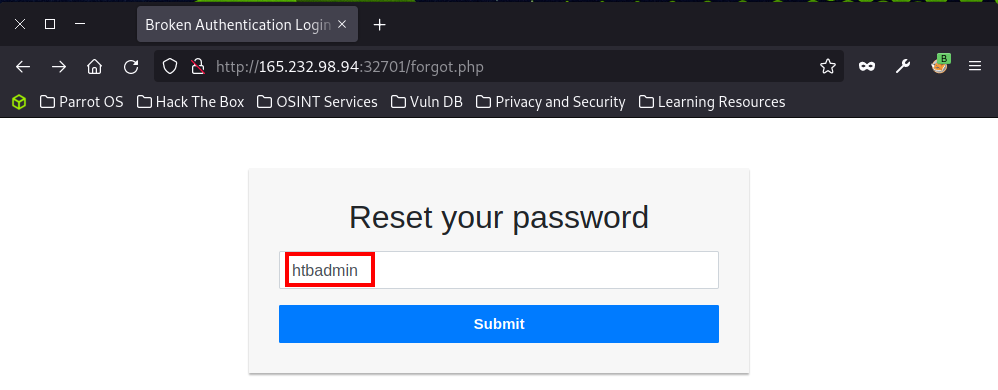 Broken Authentication Login
http://165.232.98.94:32701/forgot.php
B
Parrot OS Hack The Box OSINT Services Vuln DB Privacy and Security Learning Resources
Reset your password
htbadmin
Submit